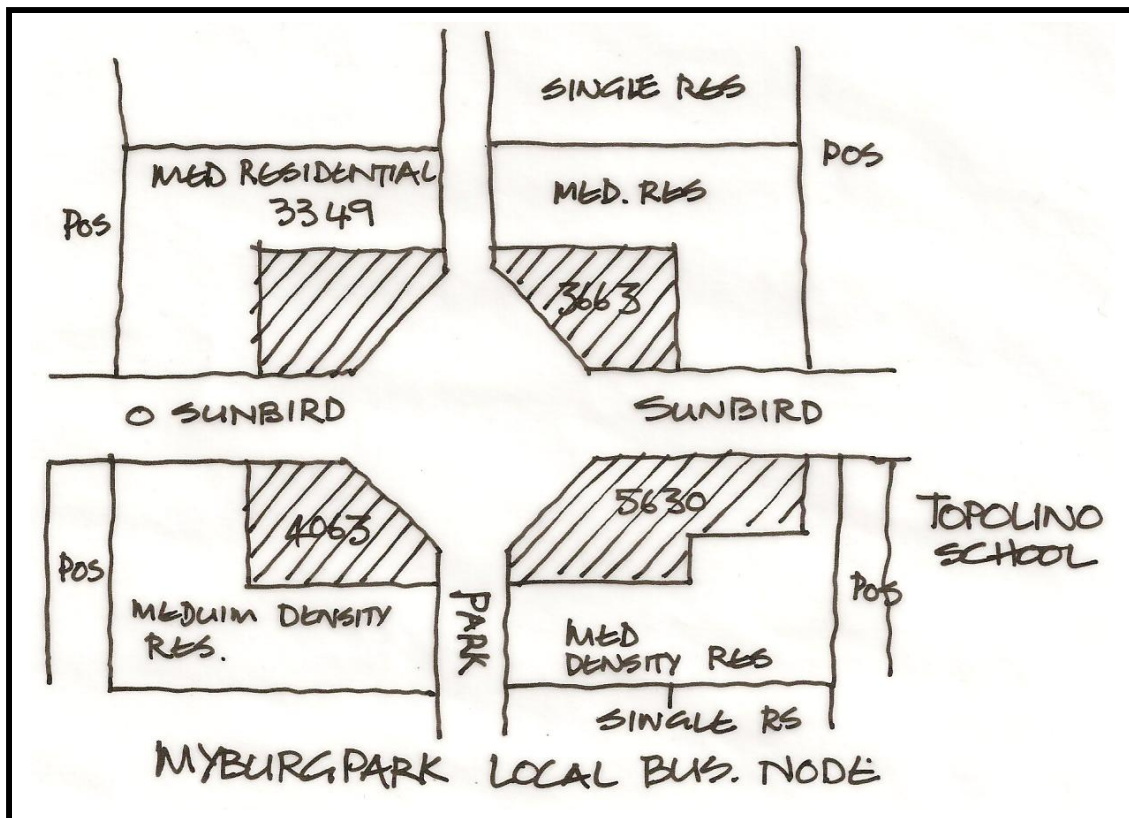 SINGLE RES
POS
MED RESIDENTIAL
3349
MED. RES
POS
3663
O SUNBIRD
SUNBIRD
4063
5630
TOPOLINO
SCHOOL
POS
POS
MEDUIM DENSITY
RES.
PARK
MED
DENSITY RES
SINGLE RS
MYBURGPARK LOCAL BUS. NODE